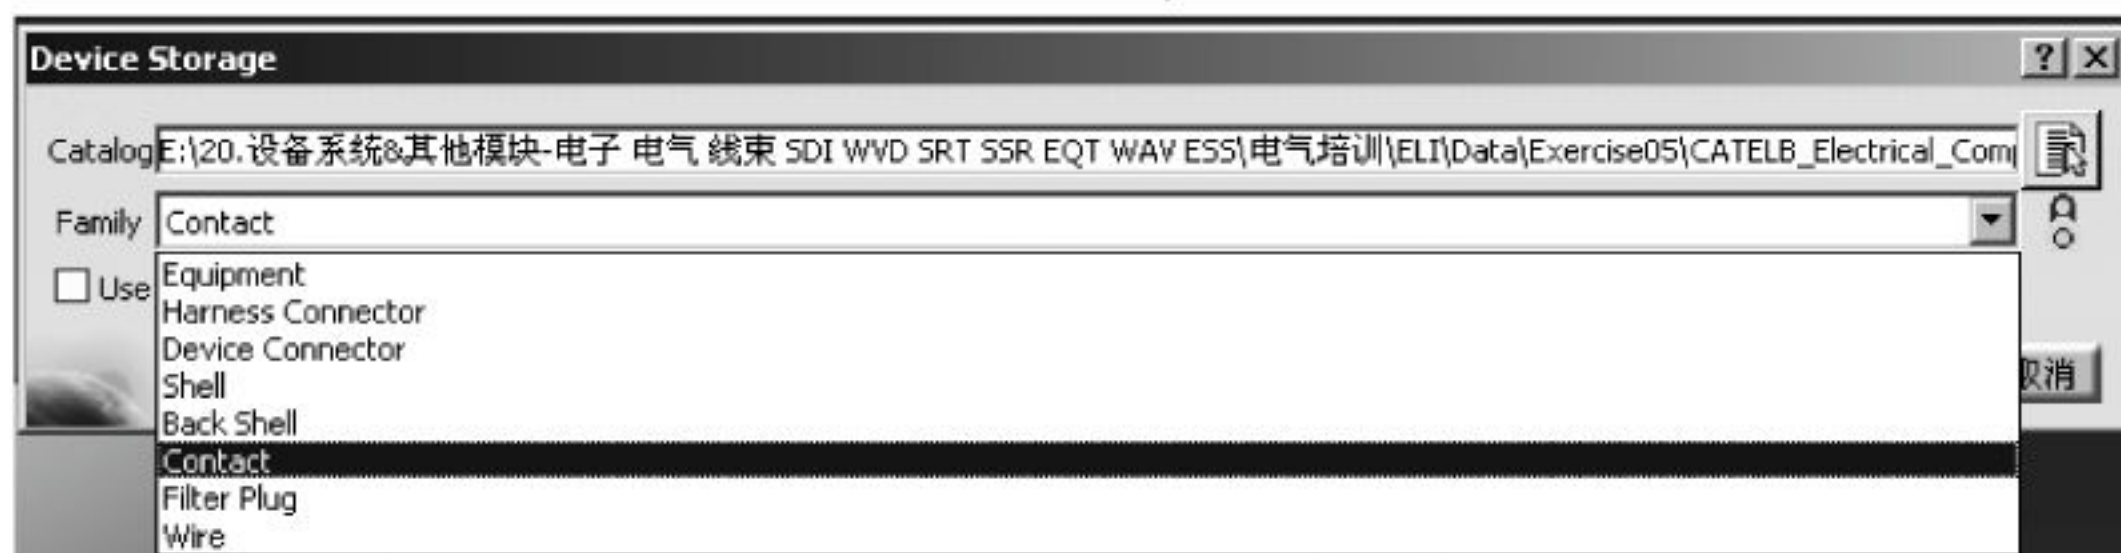 Device Storage
Catalog E:\20.设备系统&其他模块-电子 电气 线束 SDI WVD SRT SSR EQT WAV ESS\电气培训\ELI\Data\Exercise05\CATELB_Electrical_Com
Family Contact
Use
Equipment
Harness Connector
Device Connector
Shell
Back Shell
取消
Contact
Filter Plug
Wire